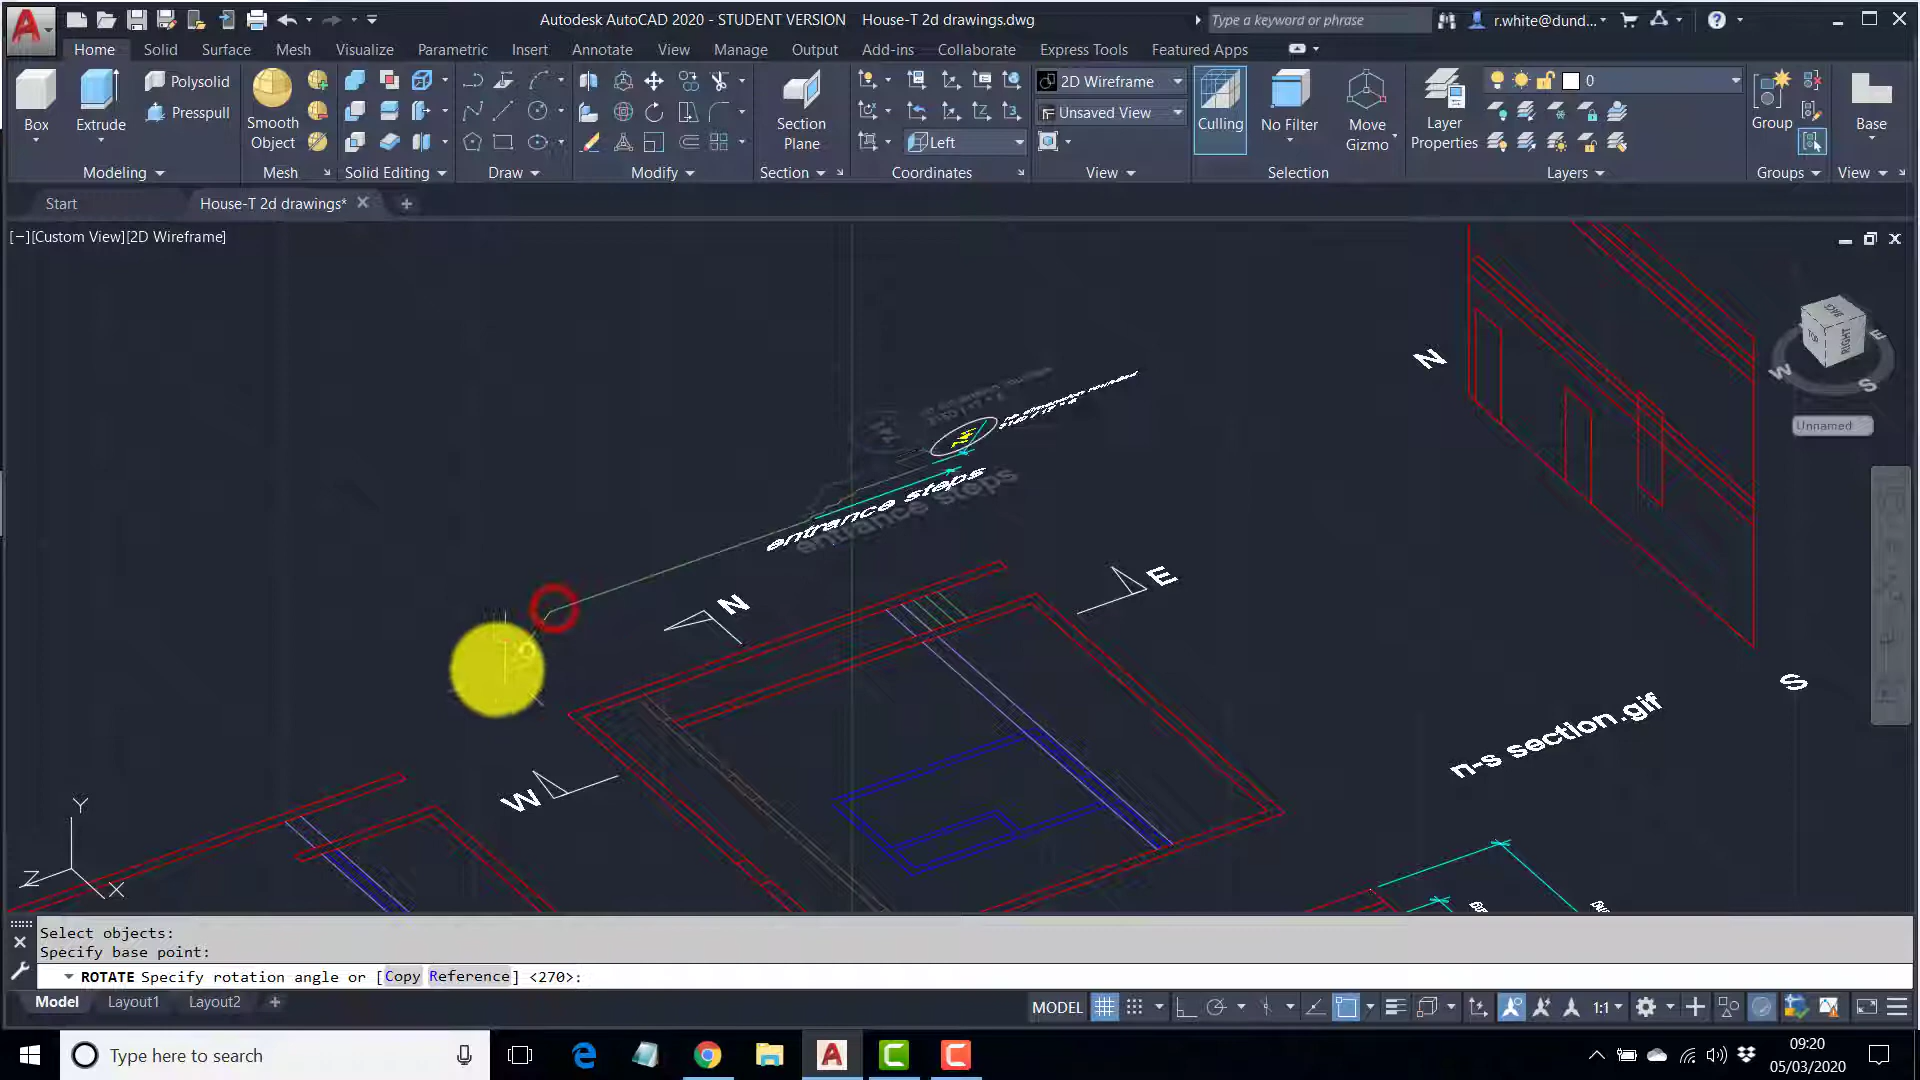 Autodesk AutoCAD 2020 - STUDENT VERSION House-T 2d drawings.dwg
Type a keyword or phrase
r.white@dund...
Home Solid Surface Mesh Visualize Parametric Insert Annotate View Manage Output Add-ins Collaborate Express Tools Featured Apps
Box
Extrude
Polysolid
Presspull
Smooth Object
Section Plane
Left
2D Wireframe
Unsaved View
Culling
No Filter
Move Gizmo
Layer Properties
0
Group
Base
Modeling Mesh Solid Editing Draw Modify Section Coordinates View Selection Layers Groups View
Start House-T 2d drawings*
[−][Custom View][2D Wireframe]
BACK
TOP
RIGHT
W
E
S
Unnamed
N
entrance steps
entrance steps
N
E
W
S
n-s section.gif
Y
Z
X
Select objects:
Specify base point:
ROTATE Specify rotation angle or [Copy Reference] <270>:
Model Layout1 Layout2
MODEL
1:1
Type here to search
09:20
05/03/2020